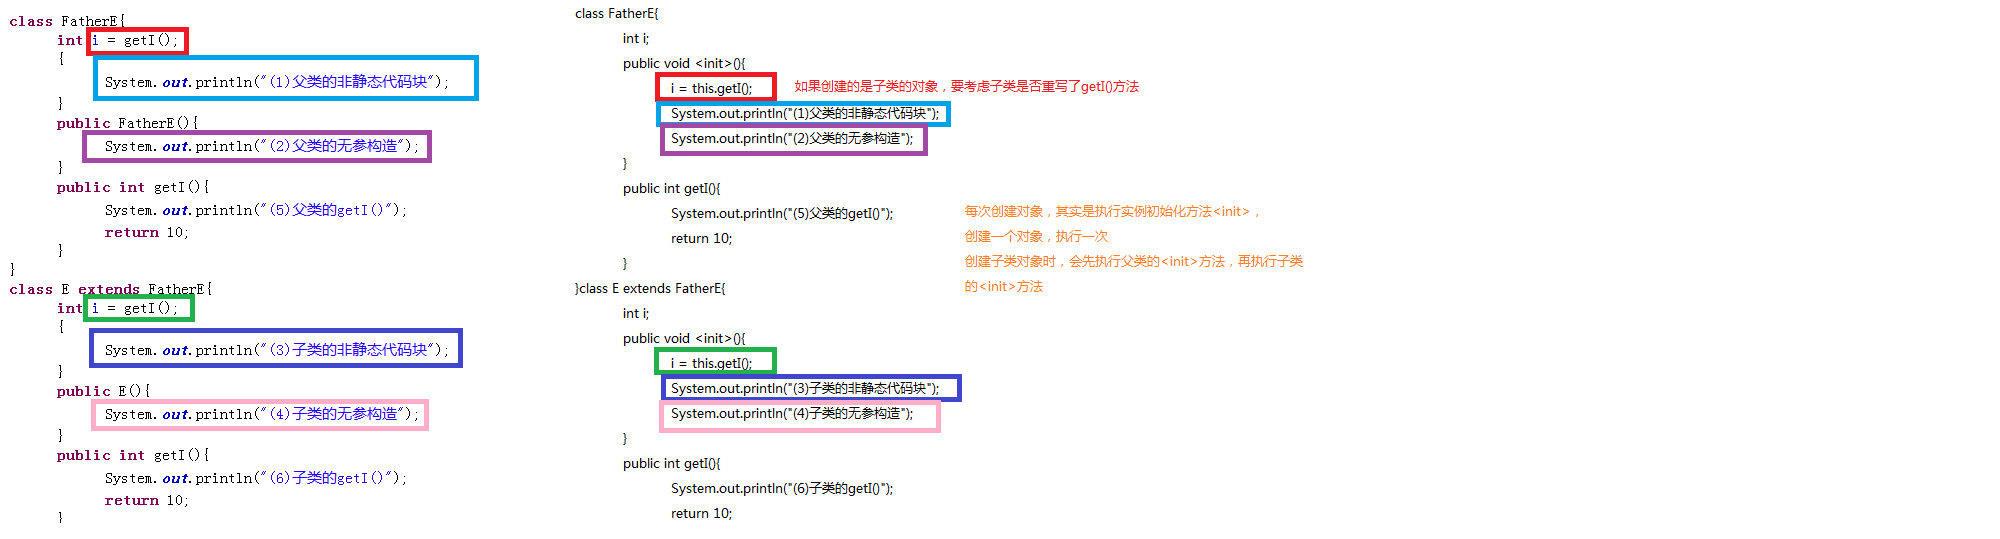 class FatherE{
int i = getI();
{
System.out.println("(1)父类的非静态代码块");
}
public FatherE(){
System.out.println("(2)父类的无参构造");
}
public int getI(){
System.out.println("(5)父类的getI()");
return 10;
}
}
class E extends FatherE{
int i = getI();
{
System.out.println("(3)子类的非静态代码块");
}
public E(){
System.out.println("(4)子类的无参构造");
}
public int getI(){
System.out.println("(6)子类的getI()");
return 10;
}
class FatherE{
int i;
public void <init>(){
i = this.getI();
如果创建的是子类的对象，要考虑子类是否重写了getI()方法
System.out.println("(1)父类的非静态代码块");
System.out.println("(2)父类的无参构造");
}
public int getI(){
System.out.println("(5)父类的getI()");
return 10;
}
每次创建对象，其实是执行实例初始化方法<init>，
创建一个对象，执行一次
创建子类对象时，会先执行父类的<init>方法，再执行子类
的<init>方法
}class E extends FatherE{
int i;
public void <init>(){
i = this.getI();
System.out.println("(3)子类的非静态代码块");
System.out.println("(4)子类的无参构造");
}
public int getI(){
System.out.println("(6)子类的getI()");
return 10;